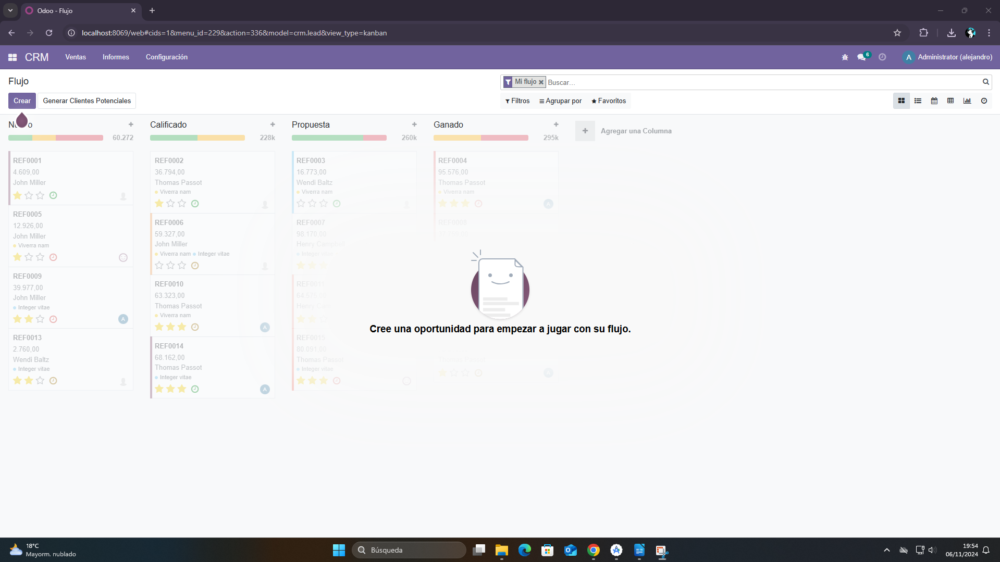 Odoo - Flujo
localhost:8069/web#cids=1&menu_id=229&action=336&model=crm.lead&view_type=kanban
CRM Ventas Informes Configuración 6 A Administrator (alejandro)
Flujo
Mi flujo Buscar...
Crear Generar Clientes Potenciales
Filtros Agrupar por Favoritos
Calificado
Propuesta
Ganado
Agregar una Columna
60.272
228k
260k
295k
REF0001
4.609,00
John Miller
REF0005
12.926,00
John Miller
Viverra nam
REF0009
39.977,00
John Miller
Integer vitae
A
REF0013
2.760,00
Wendi Baltz
Integer vitae
REF0002
36.794,00
Thomas Passot
Viverra nam
REF0006
59.327,00
John Miller
Viverra nam Integer vitae
REF0010
63.323,00
Thomas Passot
Viverra nam
A
REF0014
68.162,00
Thomas Passot
Integer vitae
A
REF0003
16.773,00
Wendi Baltz
Viverra nam
REF0007
98.170,00
Henry Campbell
Integer vitae
REF0011
64.575,00
Henry
REF0015
80.091,00
Thomas Passot
Integer vitae
REF0004
95.576,00
Thomas Passot
Viverra nam
A
REF0008
Thomas Passot
A
Cree una oportunidad para empezar a jugar con su flujo.
18°C
Mayorm. nublado
Búsqueda
19:54
06/11/2024